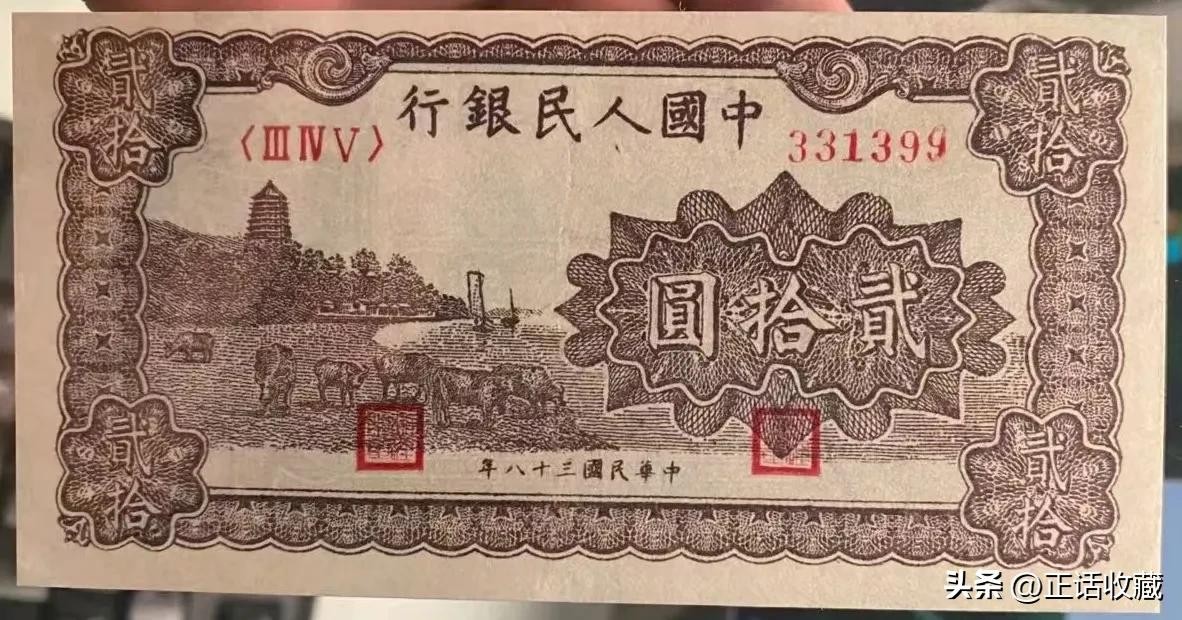 貳拾
貳拾
中國人民銀行
〈ⅢⅣⅤ〉
331399
貳拾圓
中華民國三十八年
貳拾
貳拾
头条 @正话收藏